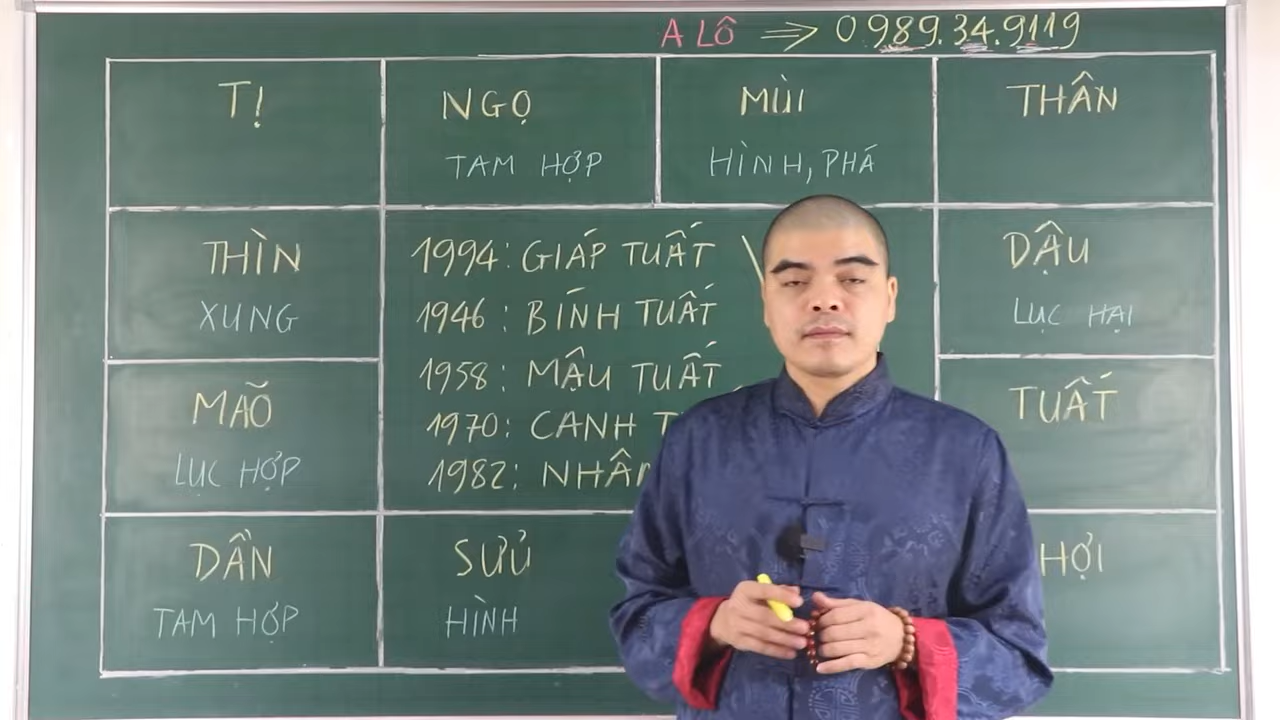 A LÔ ⇒ 0989.34.9119
TỊ
NGỌ
MÙI
THÂN
TAM HỢP
HÌNH, PHÁ
THÌN
XUNG
1994: GIÁP TUẤT
1946: BÍNH TUẤT
1958: MẬU TUẤT
1970: CANH
1982:
DẬU
LỤC HẠI
MÃO
LỤC HỢP
TUẤT
DẦN
TAM HỢP
SỬU
HÌNH
HỢI